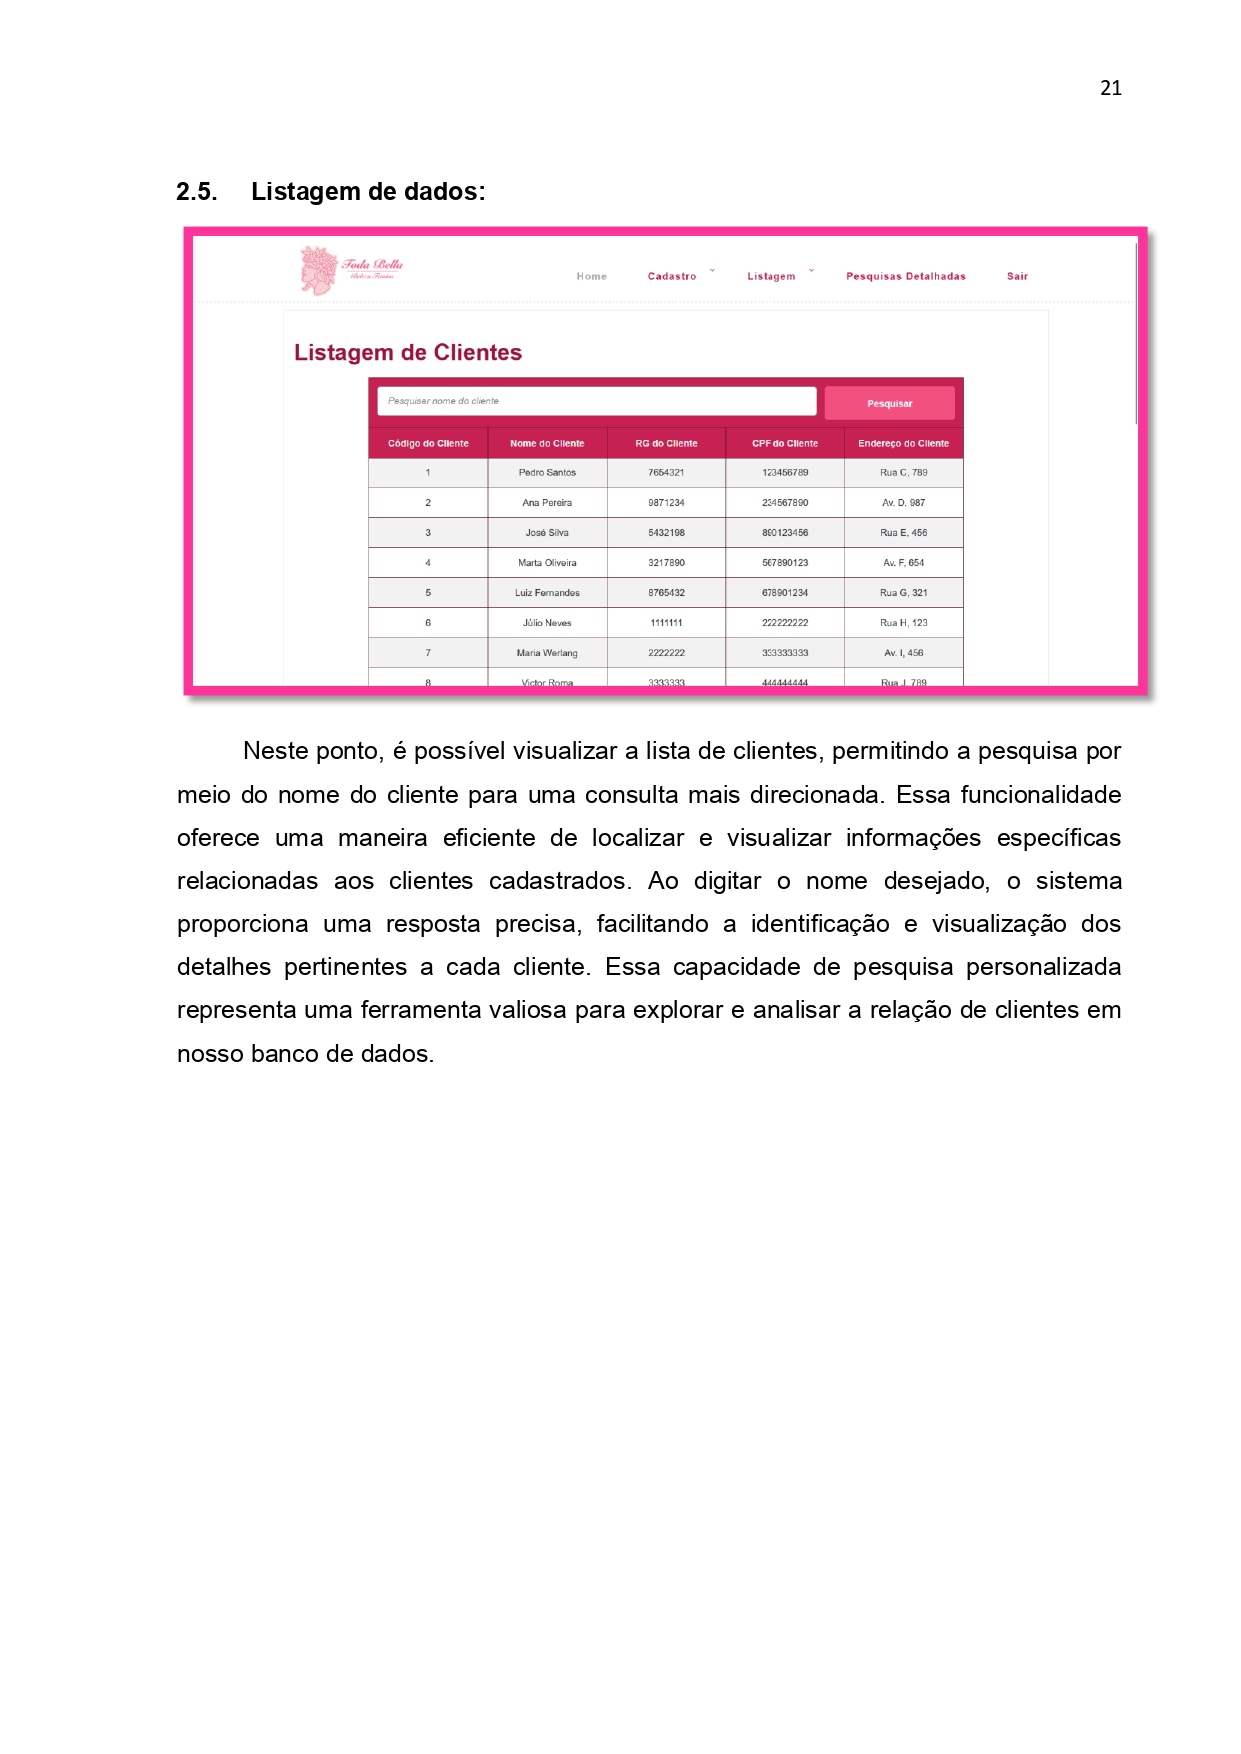 21
2.5. Listagem de dados:
Toda Bella
Home Cadastro Listagem Pesquisas Detalhadas Sair
Listagem de Clientes
Pesquisar nome do cliente Pesquisar
Código do Cliente Nome do Cliente RG do Cliente CPF do Cliente Endereço do Cliente
1 Pedro Santos 7654321 123456789 Rua C, 789
2 Ana Pereira 9871234 234567890 Av. D, 987
3 José Silva 5432198 890123456 Rua E, 456
4 Marta Oliveira 3217890 567890123 Av. F, 654
5 Luiz Fernandes 8765432 678901234 Rua G, 321
6 Júlio Neves 1111111 222222222 Rua H, 123
7 Maria Werlang 2222222 333333333 Av. I, 456
8 Victor Roma 3333333 444444444 Rua J, 789
Neste ponto, é possível visualizar a lista de clientes, permitindo a pesquisa por
meio do nome do cliente para uma consulta mais direcionada. Essa funcionalidade
oferece uma maneira eficiente de localizar e visualizar informações específicas
relacionadas aos clientes cadastrados. Ao digitar o nome desejado, o sistema
proporciona uma resposta precisa, facilitando a identificação e visualização dos
detalhes pertinentes a cada cliente. Essa capacidade de pesquisa personalizada
representa uma ferramenta valiosa para explorar e analisar a relação de clientes em
nosso banco de dados.